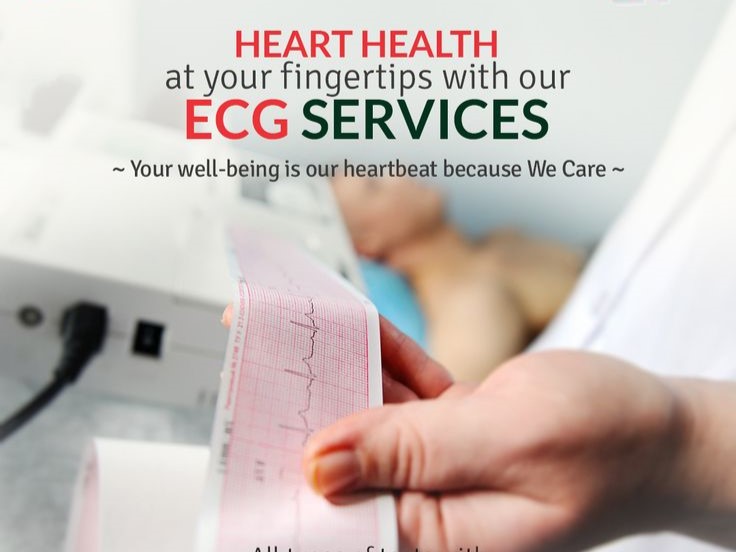 HEART HEALTH
at your fingertips with our
ECG SERVICES
~ Your well-being is our heartbeat because We Care ~